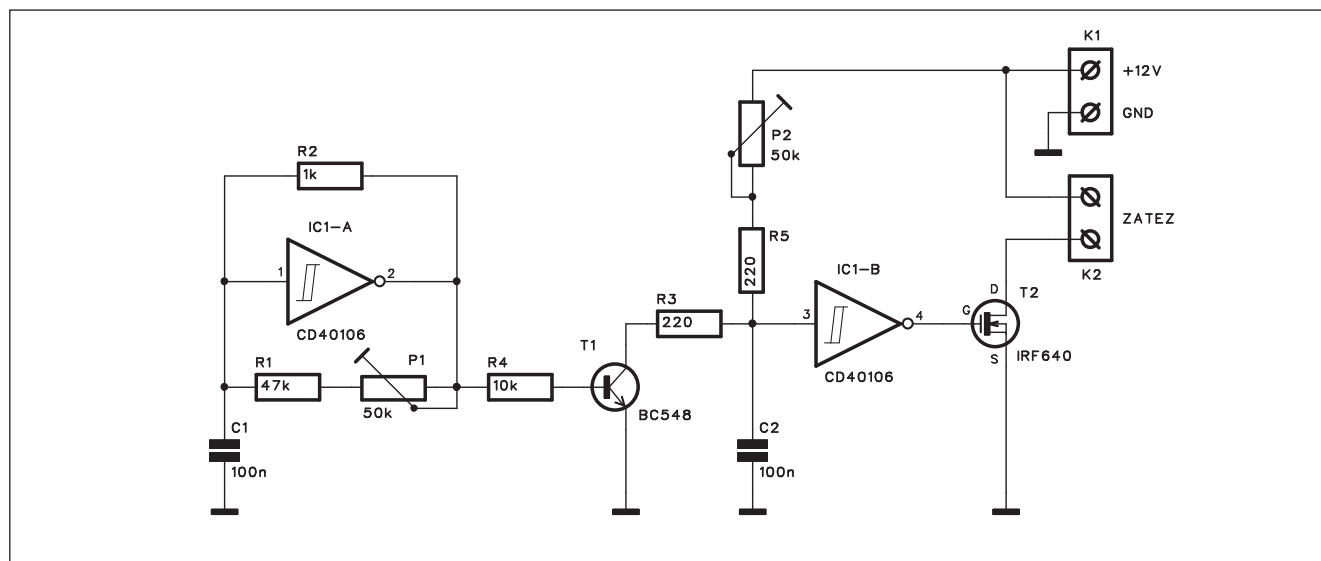 K1
+12V
GND
P2
50k
R2
1k
ZATEZ
K2
IC1-A
1
2
CD40106
R5
220
IC1-B
3
4
CD40106
R3
220
D
G
S
T2
IRF640
T1
BC548
R1
47k
P1
50k
R4
10k
C1
100n
C2
100n